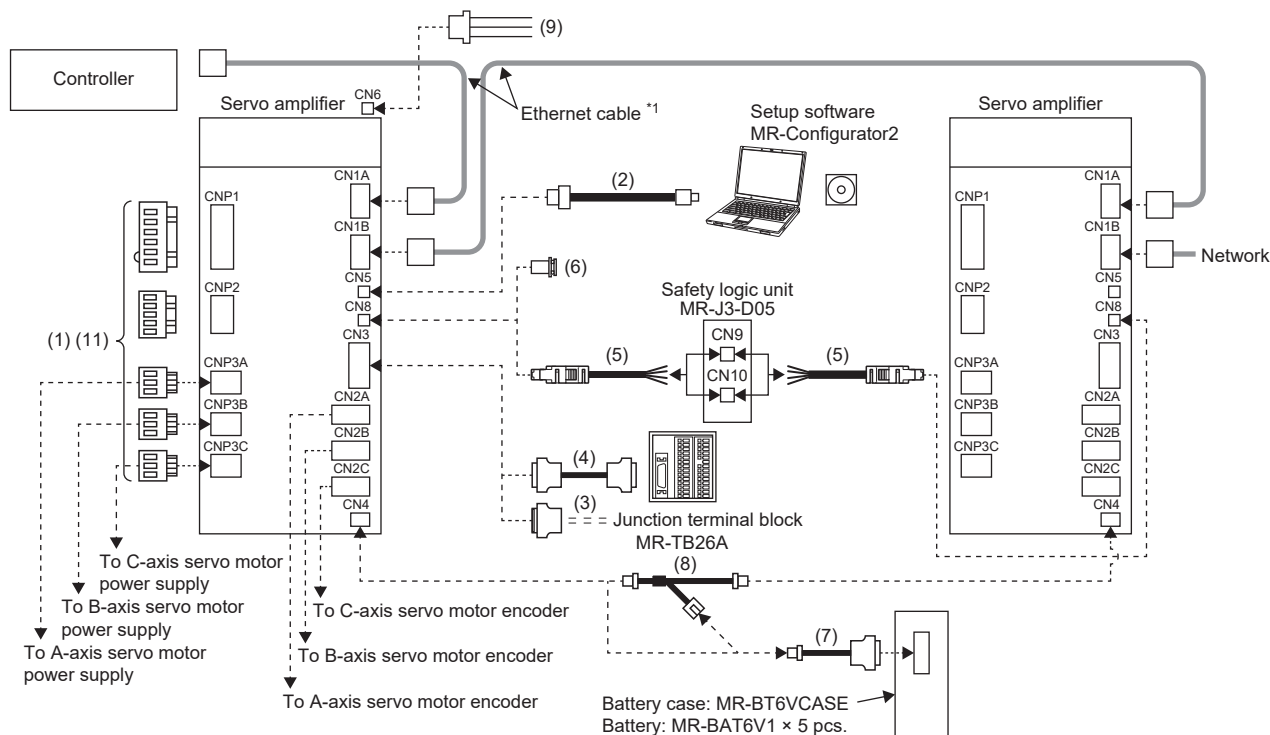 (9)
Controller
CN6
Servo amplifier
Ethernet cable *1
Setup software
MR-Configurator2
Servo amplifier
CNP1
CN1A
(2)
CNP1
CN1A
CN1B
CN1B
(6)
Network
CN5
CN5
CNP2
CN8
Safety logic unit
MR-J3-D05
CNP2
CN8
(1) (11)
CN3
(5)
CN9
(5)
CN3
CN10
CNP3A
CNP3A
CN2A
CN2A
CNP3B
CNP3B
CN2B
CN2B
CNP3C
CNP3C
CN2C
(4)
CN2C
CN4
(3)
CN4
Junction terminal block
MR-TB26A
To C-axis servo motor
power supply
(8)
To B-axis servo motor
power supply
To C-axis servo motor encoder
To A-axis servo motor
power supply
To B-axis servo motor encoder
(7)
To A-axis servo motor encoder
Battery case: MR-BT6VCASE
Battery: MR-BAT6V1 × 5 pcs.